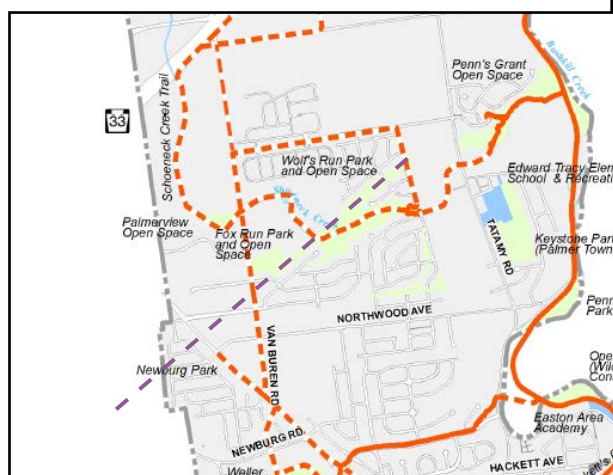 Bushkill Creek
Penn's Grant
Open Space
33
Schoeneck Creek Trail
Wolf's Run Park
and Open Space
Edward Tracy Elem
School & Recreati
Palmerview
Open Space
Fox Run Park
and Open
Space
TATAMY RD
Keystone Park
(Palmer Town
Penn
Park
NORTHWOOD AVE
VAN BUREN RD
Newburg Park
Ope
(Wild
Cons
Easton Area
Academy
NEWBURG RD.
HACKETT AVE
Weller